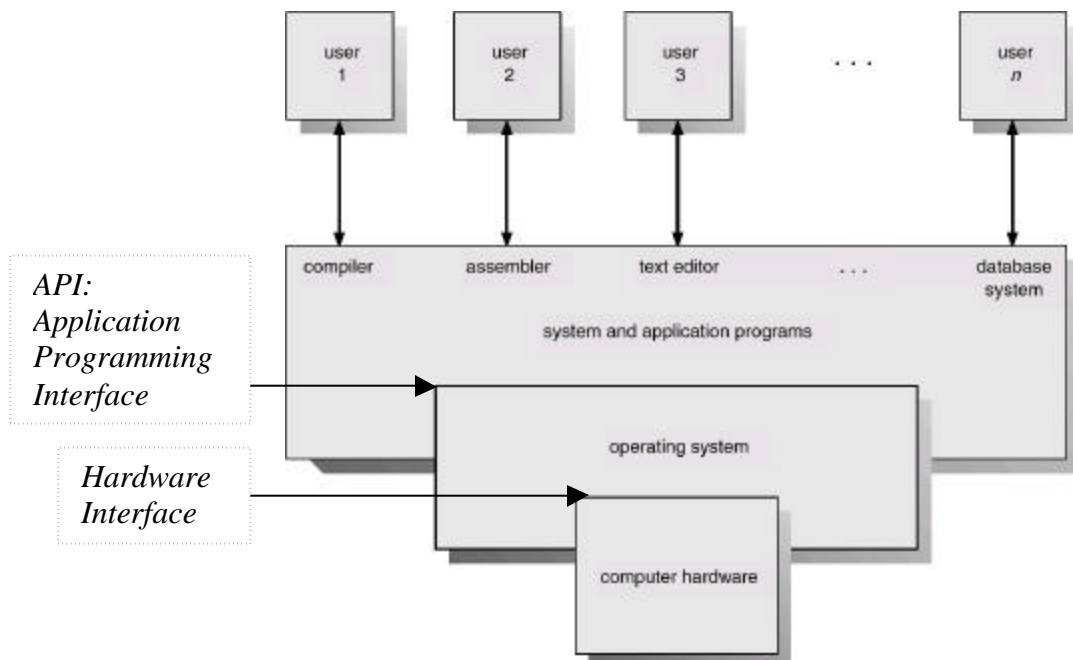 user
1
user
2
user
3
. . .
user
n
compiler
assembler
text editor
. . .
database
system
system and application programs
API:
Application
Programming
Interface
operating system
Hardware
Interface
computer hardware